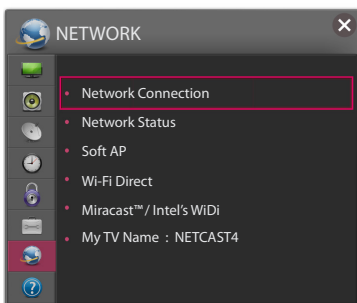 NETWORK
Network Connection
Network Status
Soft AP
Wi-Fi Direct
Miracast™/ Intel's WiDi
My TV Name : NETCAST4